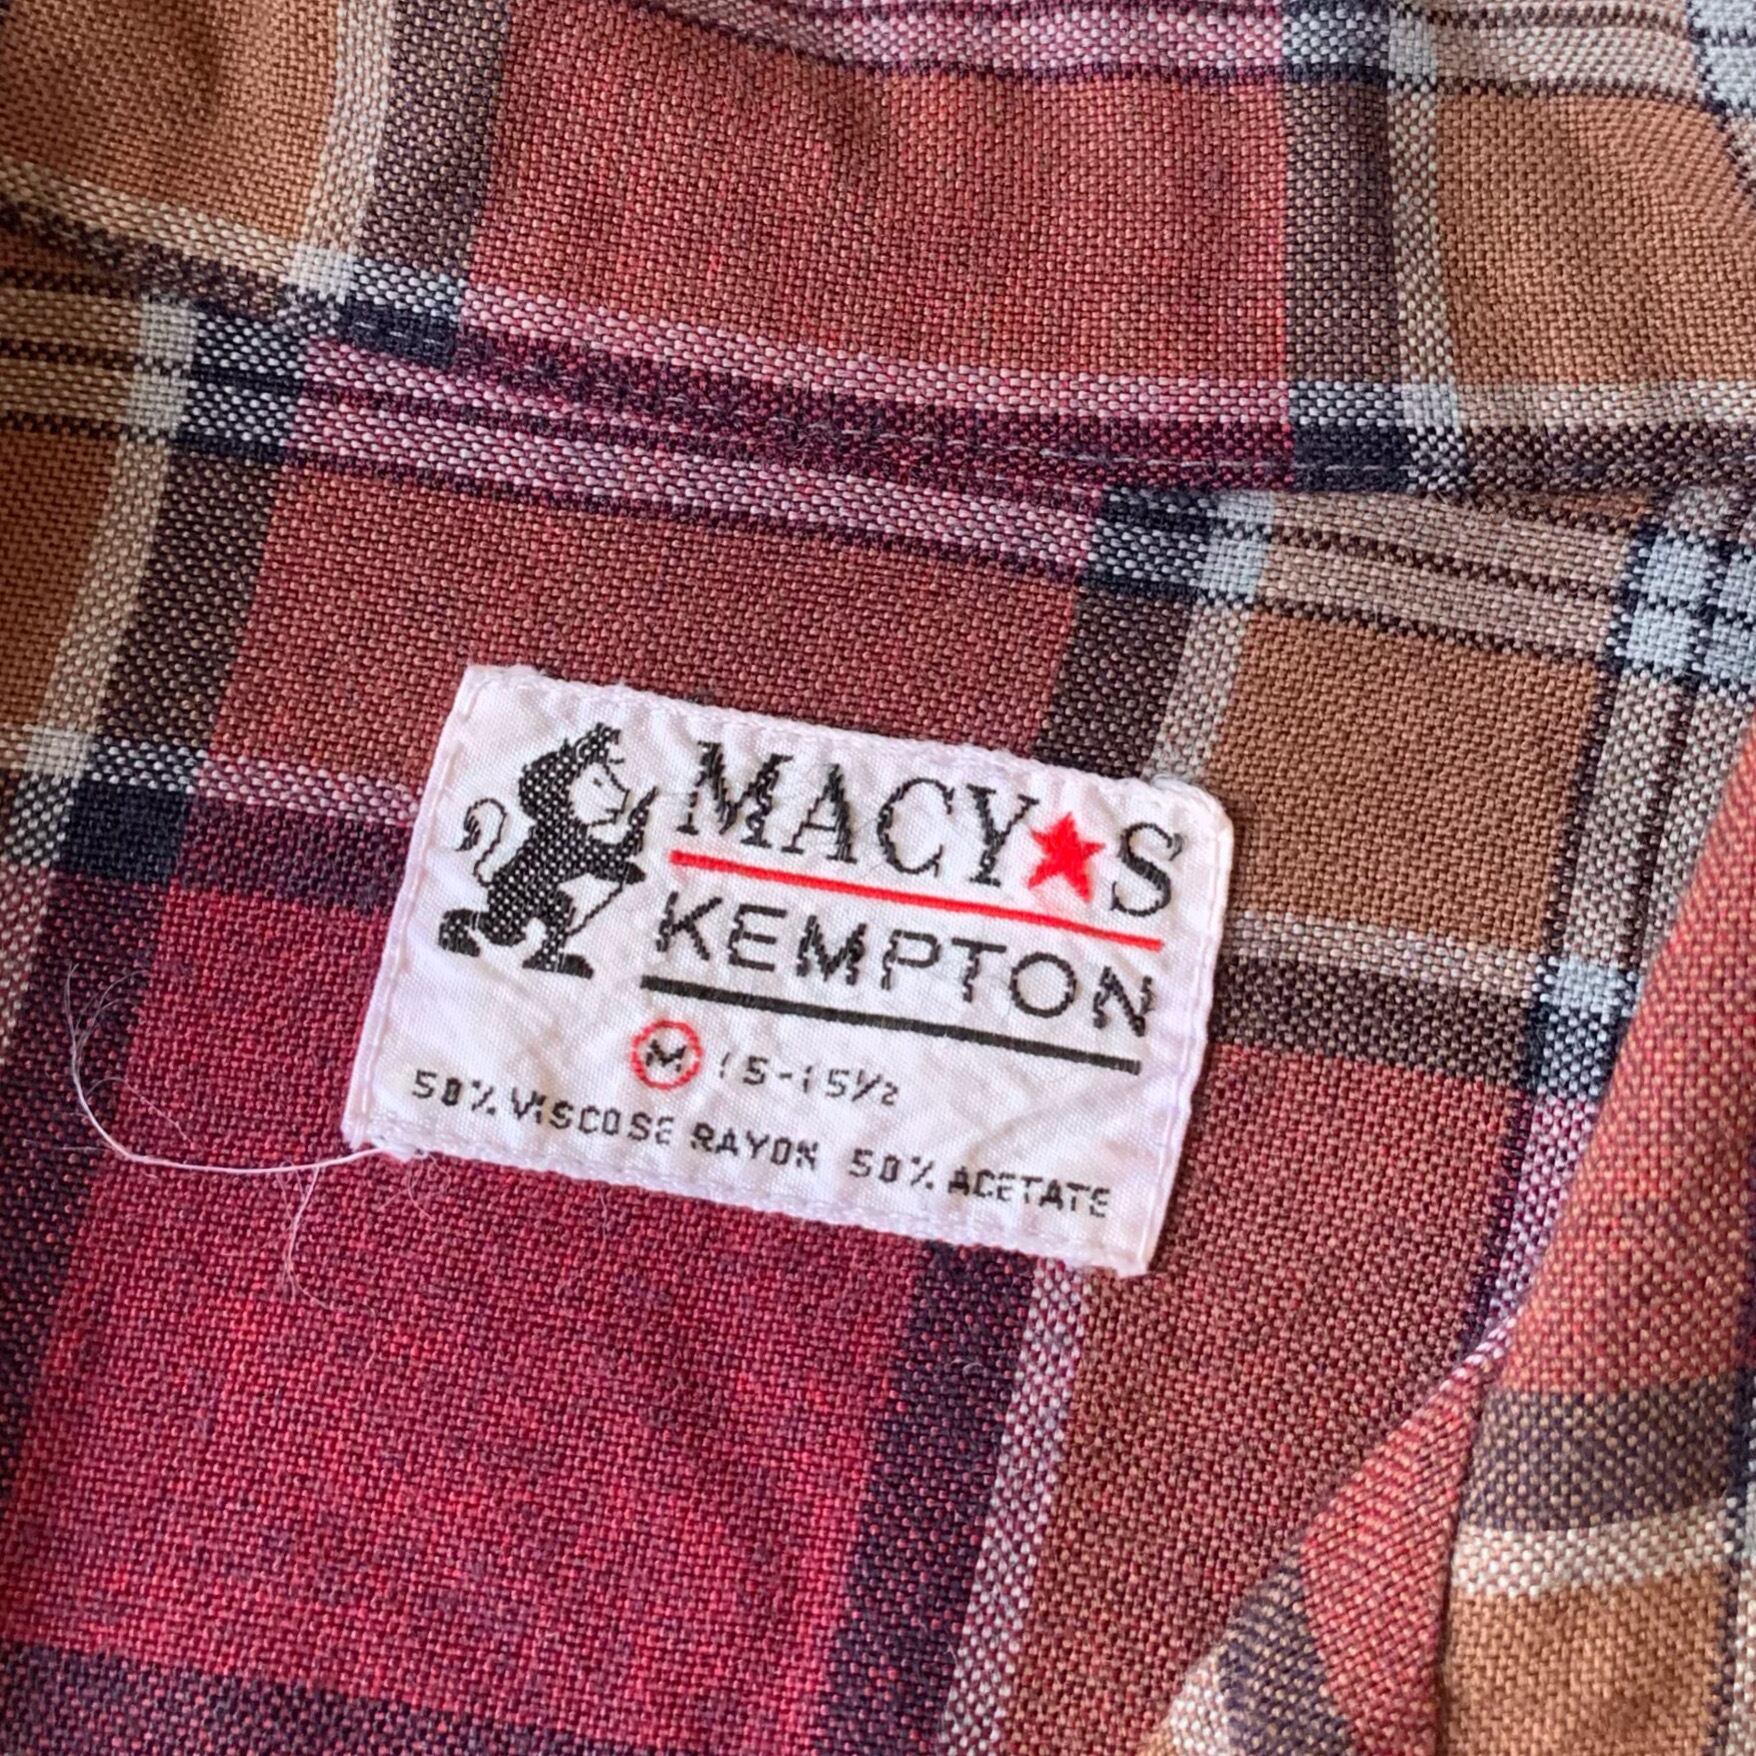 MACY★S
KEMPTON
M 15-15½
50% VISCOSE RAYON 50% ACETATE